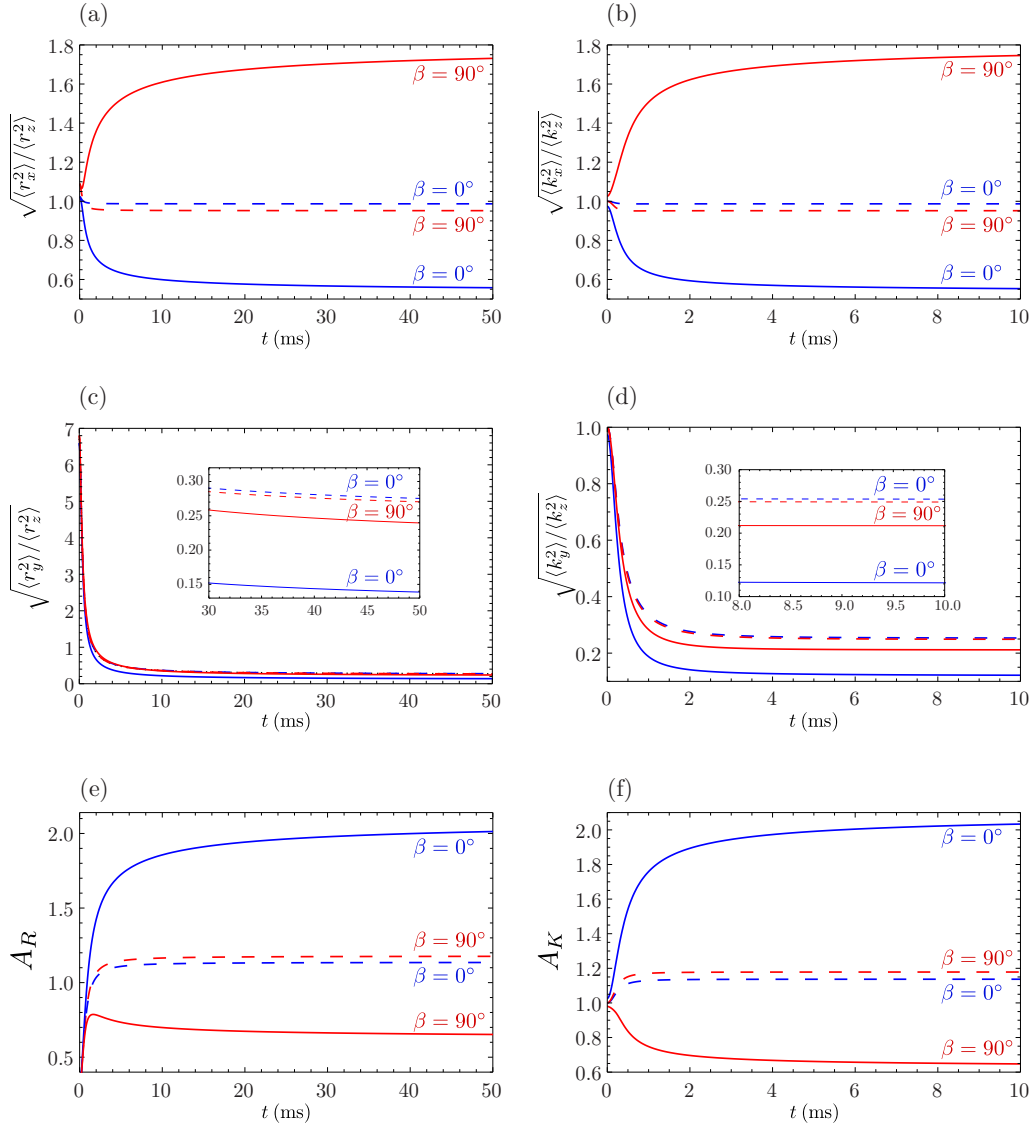 (a)
√⟨r_x^2⟩/⟨r_z^2⟩
1.8
1.6
1.4
1.2
1.0
0.8
0.6
β = 90°
β = 0°
β = 90°
β = 0°
0 10 20 30 40 50
t (ms)
(b)
√⟨k_x^2⟩/⟨k_z^2⟩
1.8
1.6
1.4
1.2
1.0
0.8
0.6
β = 90°
β = 0°
β = 90°
β = 0°
0 2 4 6 8 10
t (ms)
(c)
√⟨r_y^2⟩/⟨r_z^2⟩
7
6
5
4
3
2
1
0
0.30
0.25
0.20
0.15
β = 0°
β = 90°
β = 0°
30 35 40 45 50
0 10 20 30 40 50
t (ms)
(d)
√⟨k_y^2⟩/⟨k_z^2⟩
1.0
0.8
0.6
0.4
0.2
0.30
0.25
0.20
0.15
0.10
β = 0°
β = 90°
β = 0°
8.0 8.5 9.0 9.5 10.0
0 2 4 6 8 10
t (ms)
(e)
A_R
2.0
1.5
1.0
0.5
β = 0°
β = 90°
β = 0°
β = 90°
0 10 20 30 40 50
t (ms)
(f)
A_K
2.0
1.8
1.6
1.4
1.2
1.0
0.8
0.6
β = 0°
β = 90°
β = 0°
β = 90°
0 2 4 6 8 10
t (ms)